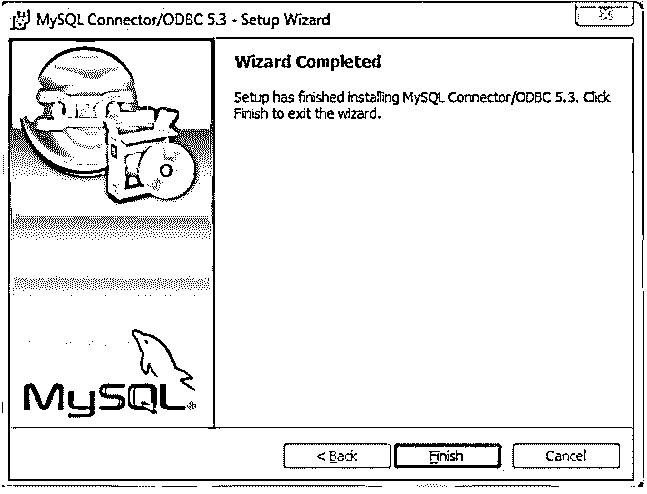 MySQL Connector/ODBC 5.3 - Setup Wizard
Wizard Completed
Setup has finished installing MySQL Connector/ODBC 5.3. Click
Finish to exit the wizard.
MySQL
< Back
Finish
Cancel